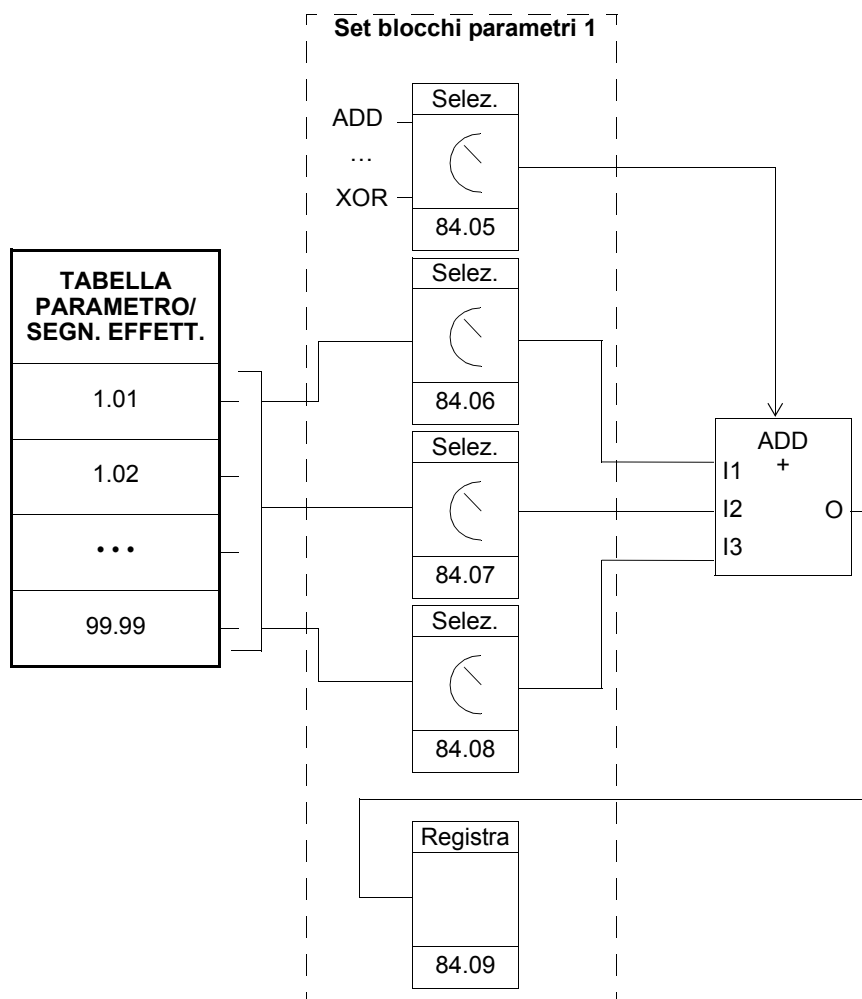 Set blocchi parametri 1
Selez.
ADD
...
XOR
84.05
Selez.
84.06
Selez.
84.07
Selez.
84.08
Registra
84.09
TABELLA
PARAMETRO/
SEGN. EFFETT.
1.01
1.02
...
99.99
ADD
+
I1
I2
I3
O